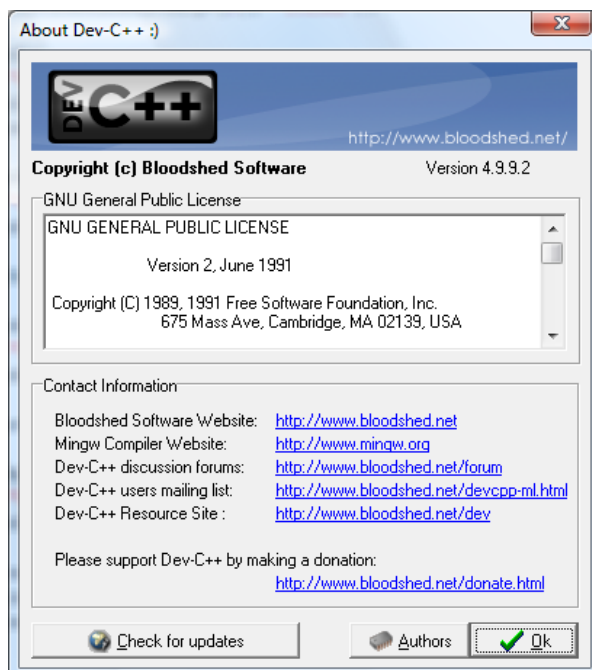 About Dev-C++ :)
DEV C++
http://www.bloodshed.net/
Copyright (c) Bloodshed Software Version 4.9.9.2
GNU General Public License
GNU GENERAL PUBLIC LICENSE
Version 2, June 1991
Copyright (C) 1989, 1991 Free Software Foundation, Inc.
675 Mass Ave, Cambridge, MA 02139, USA
Contact Information
Bloodshed Software Website: http://www.bloodshed.net
Mingw Compiler Website: http://www.mingw.org
Dev-C++ discussion forums: http://www.bloodshed.net/forum
Dev-C++ users mailing list: http://www.bloodshed.net/devcpp-ml.html
Dev-C++ Resource Site : http://www.bloodshed.net/dev
Please support Dev-C++ by making a donation:
http://www.bloodshed.net/donate.html
Check for updates Authors Ok